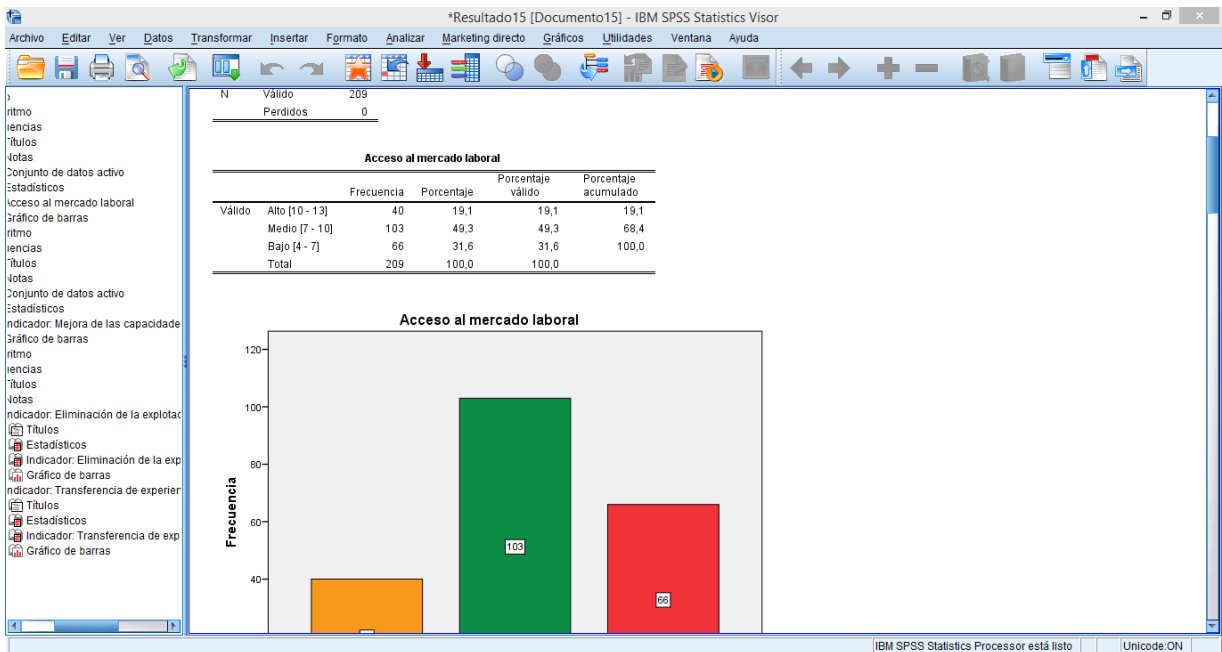 *Resultado15 [Documento15] - IBM SPSS Statistics Visor
Archivo Editar Ver Datos Transformar Insertar Formato Analizar Marketing directo Gráficos Utilidades Ventana Ayuda
ritmo
iencias
Títulos
Notas
Conjunto de datos activo
Estadísticos
Acceso al mercado laboral
Gráfico de barras
ritmo
iencias
Títulos
Notas
Conjunto de datos activo
Estadísticos
ndicador: Mejora de las capacidade
Gráfico de barras
ritmo
iencias
Títulos
Notas
ndicador: Eliminación de la explotac
Títulos
Estadísticos
Indicador: Eliminación de la exp
Gráfico de barras
ndicador: Transferencia de experien
Títulos
Estadísticos
Indicador: Transferencia de exp
Gráfico de barras
N Válido 209
Perdidos 0
Acceso al mercado laboral
Frecuencia Porcentaje Porcentaje válido Porcentaje acumulado
Válido Alto [10 - 13] 40 19,1 19,1 19,1
Medio [7 - 10] 103 49,3 49,3 68,4
Bajo [4 - 7] 66 31,6 31,6 100,0
Total 209 100,0 100,0
Acceso al mercado laboral
Frecuencia
120
100
80
60
40
103
66
IBM SPSS Statistics Processor está listo Unicode:ON